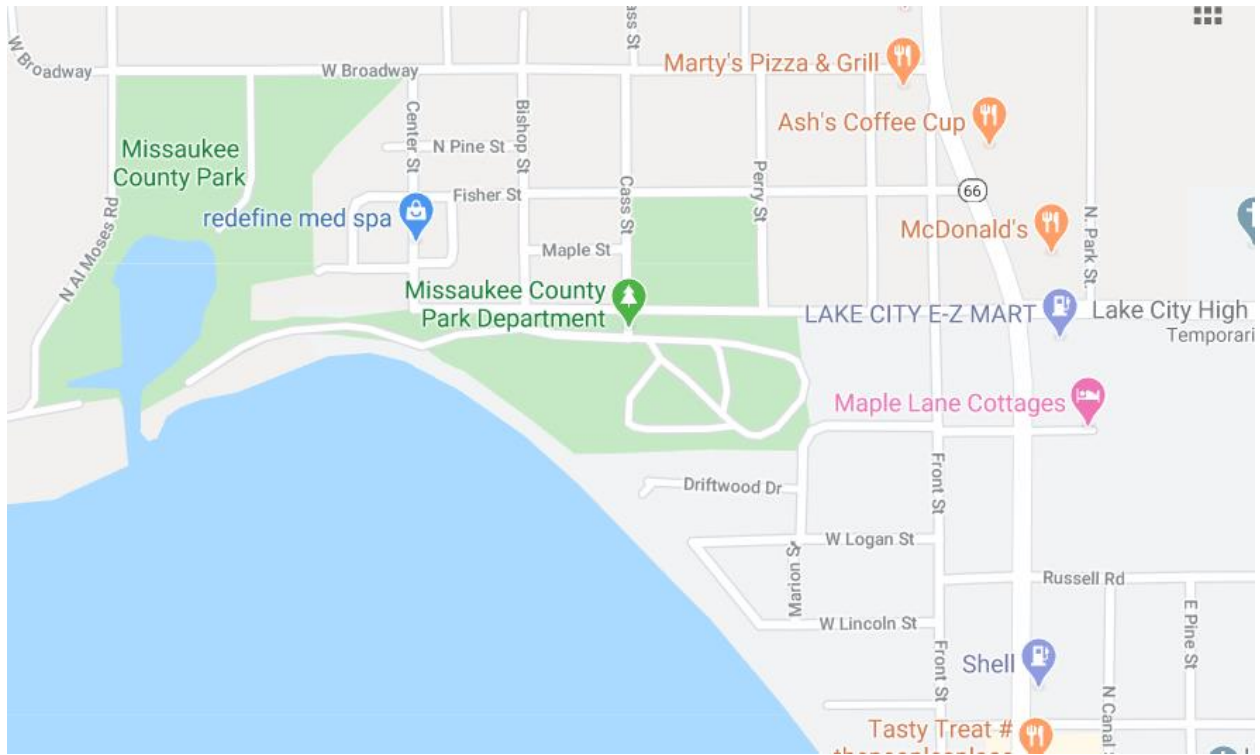 W Broadway
W Broadway
Cass St
Marty's Pizza & Grill
Ash's Coffee Cup
Missaukee
County Park
Center St
Bishop St
N Pine St
Perry St
Fisher St
Cass St
66
redefine med spa
McDonald's
N. Park St.
Maple St
N Al Moses Rd
Missaukee County
Park Department
LAKE CITY E-Z MART
Lake City High
Temporari
Maple Lane Cottages
Front St
Driftwood Dr
W Logan St
Marion St
Russell Rd
W Lincoln St
E Pine St
Front St
Shell
N Canal
Tasty Treat #